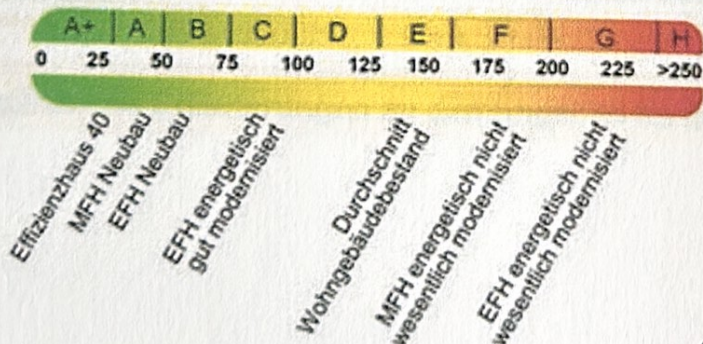 A+ A B C D E F G H
0 25 50 75 100 125 150 175 200 225 >250
Effizienzhaus 40
MFH Neubau
EFH Neubau
EFH energetisch
gut modernisiert
Durchschnitt
Wohngebäudebestand
MFH energetisch nicht
wesentlich modernisiert
EFH energetisch nicht
wesentlich modernisiert